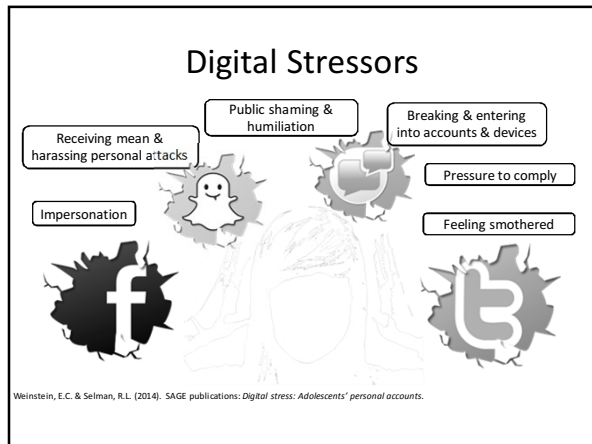 Digital Stressors
Public shaming &
humiliation
Breaking & entering
into accounts & devices
Receiving mean &
harassing personal attacks
Pressure to comply
Impersonation
Feeling smothered
f
t
Weinstein, E.C. & Selman, R.L. (2014). SAGE publications: Digital stress: Adolescents' personal accounts.